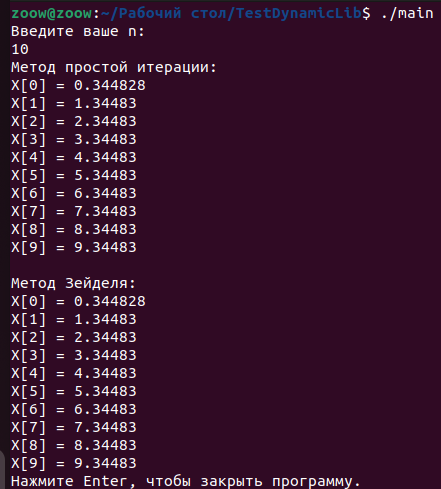 zoow@zoow:~/Рабочий стол/TestDynamicLib$ ./main
Введите ваше n:
10
Метод простой итерации:
X[0] = 0.344828
X[1] = 1.34483
X[2] = 2.34483
X[3] = 3.34483
X[4] = 4.34483
X[5] = 5.34483
X[6] = 6.34483
X[7] = 7.34483
X[8] = 8.34483
X[9] = 9.34483

Метод Зейделя:
X[0] = 0.344828
X[1] = 1.34483
X[2] = 2.34483
X[3] = 3.34483
X[4] = 4.34483
X[5] = 5.34483
X[6] = 6.34483
X[7] = 7.34483
X[8] = 8.34483
X[9] = 9.34483
Нажмите Enter, чтобы закрыть программу.